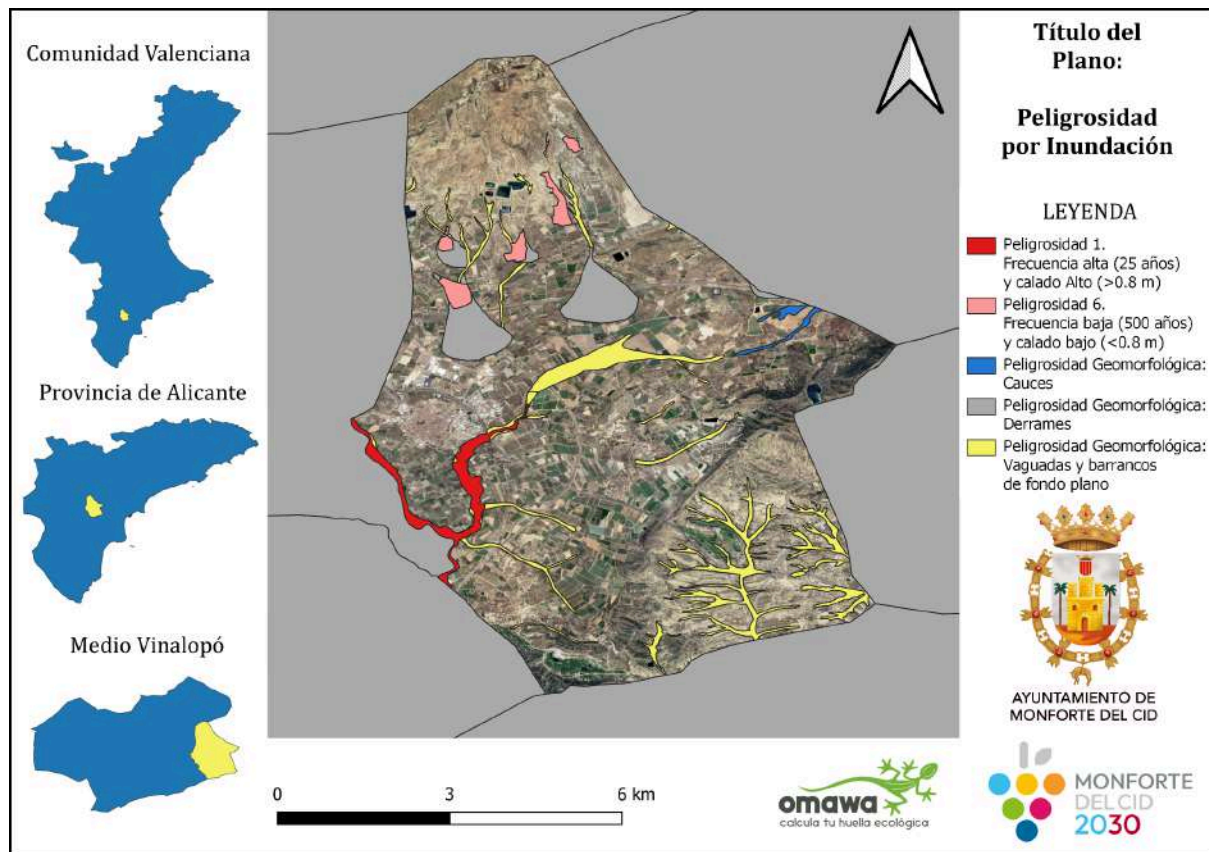 Comunidad Valenciana
Provincia de Alicante
Medio Vinalopó
0 3 6 km
omawa
calcula tu huella ecológica
Título del
Plano:
Peligrosidad
por Inundación
LEYENDA
Peligrosidad 1.
Frecuencia alta (25 años)
y calado Alto (>0.8 m)
Peligrosidad 6.
Frecuencia baja (500 años)
y calado bajo (<0.8 m)
Peligrosidad Geomorfológica:
Cauces
Peligrosidad Geomorfológica:
Derrames
Peligrosidad Geomorfológica:
Vaguadas y barrancos
de fondo plano
AYUNTAMIENTO DE
MONFORTE DEL CID
MONFORTE
DEL CID
2030